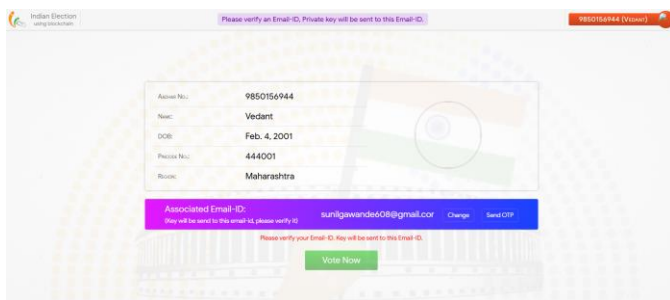 Indian Election
using blockchain
Please verify an Email-ID, Private key will be sent to this Email-ID.
9850156944 (Vedant)
Aadhar No.: 9850156944
Name: Vedant
DOB: Feb. 4, 2001
Pincode No.: 444001
Region: Maharashtra
Associated Email-ID:
(Key will be send to this email-id, please verify it)
sunilgawande608@gmail.cor Change Send OTP
Please verify your Email-ID. Key will be sent to this Email-ID.
Vote Now